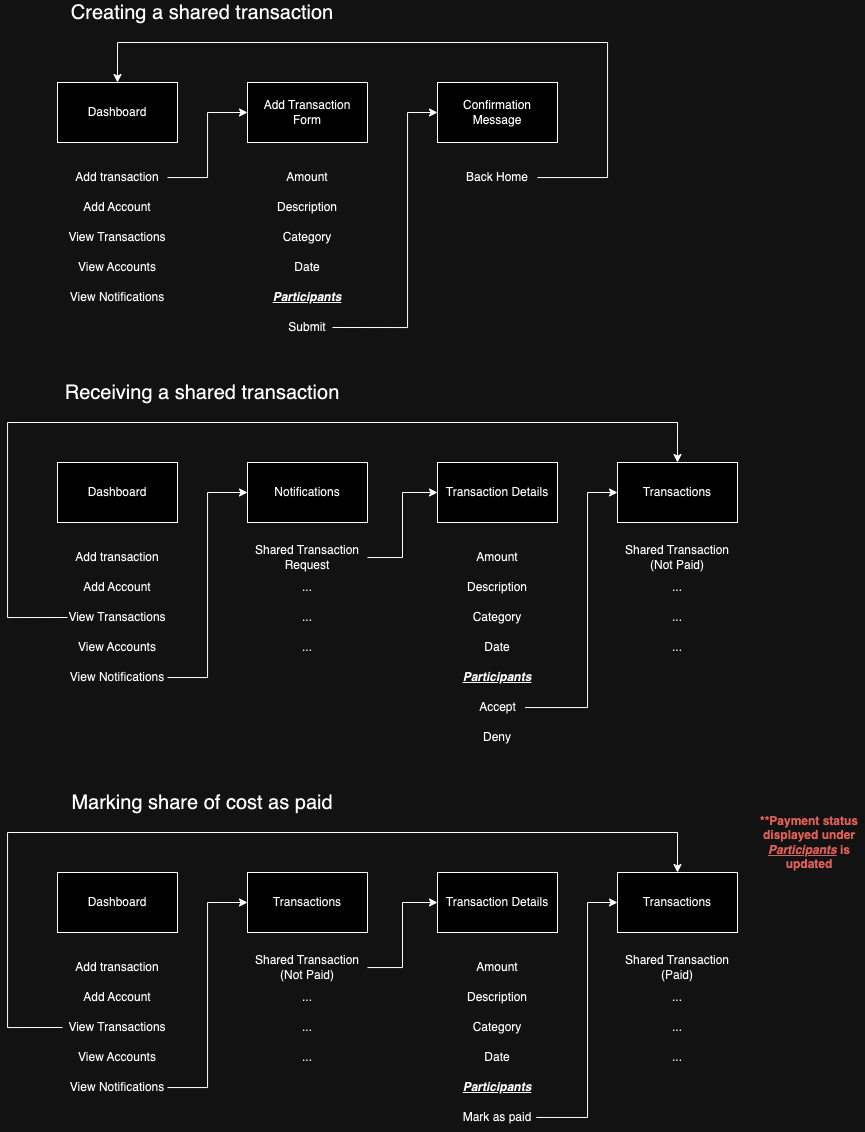 Creating a shared transaction
Dashboard
Add transaction
Add Account
View Transactions
View Accounts
View Notifications
Add Transaction
Form
Amount
Description
Category
Date
Participants
Submit
Confirmation
Message
Back Home
Receiving a shared transaction
Dashboard
Add transaction
Add Account
View Transactions
View Accounts
View Notifications
Notifications
Shared Transaction
Request
...
...
...
Transaction Details
Amount
Description
Category
Date
Participants
Accept
Deny
Transactions
Shared Transaction
(Not Paid)
...
...
...
Marking share of cost as paid
Dashboard
Add transaction
Add Account
View Transactions
View Accounts
View Notifications
Transactions
Shared Transaction
(Not Paid)
...
...
...
Transaction Details
Amount
Description
Category
Date
Participants
Mark as paid
Transactions
Shared Transaction
(Paid)
...
...
...
**Payment status
displayed under
Participants is
updated